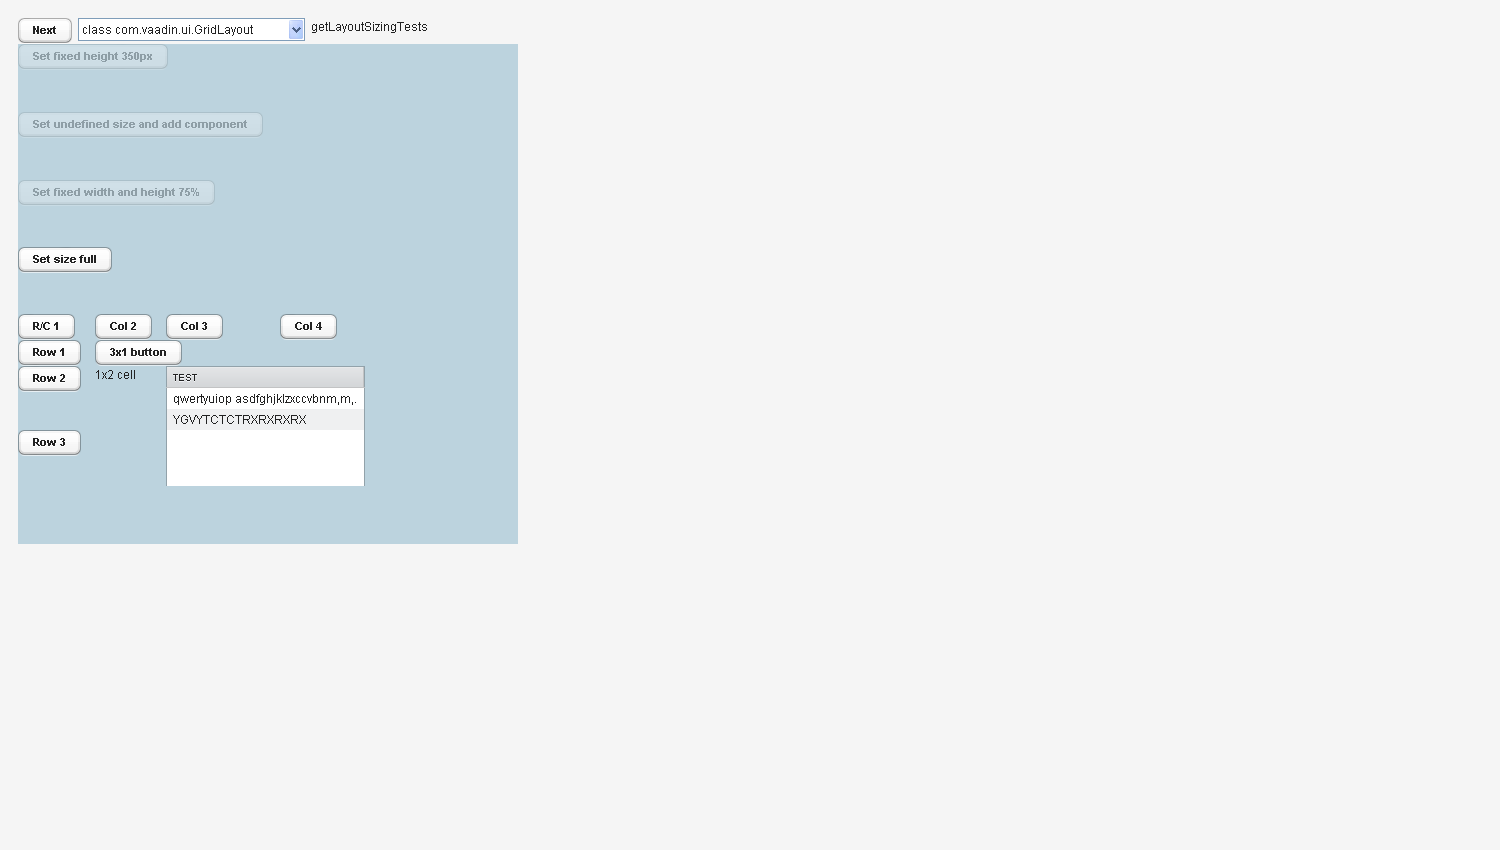 Next class com.vaadin.ui.GridLayout getLayoutSizingTests
Set fixed height 350px
Set undefined size and add component
Set fixed width and height 75%
Set size full
R/C 1 Col 2 Col 3 Col 4
Row 1 3x1 button
Row 2 1x2 cell TEST
qwertyuiop asdfghjklzxccvbnm,m,.
YGVYTCTCTRXRXRXRX
Row 3